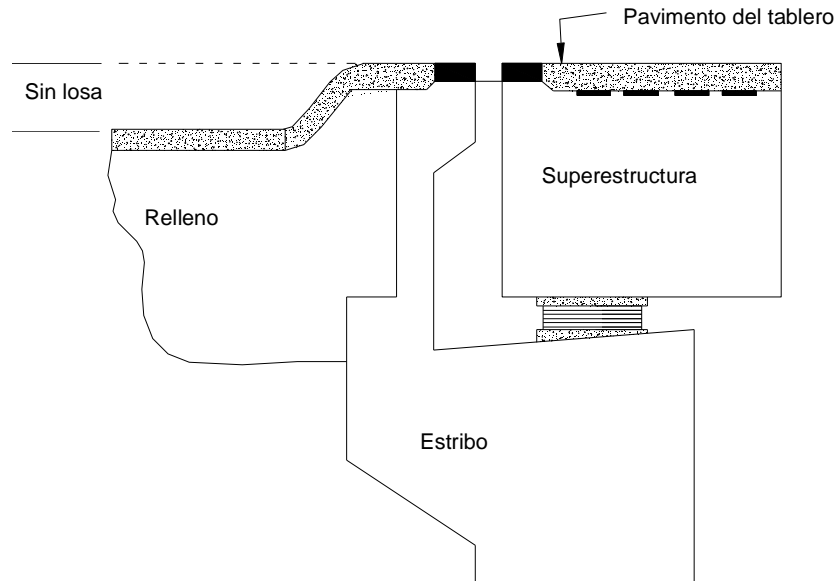 Pavimento del tablero
Sin losa
Superestructura
Relleno
Estribo